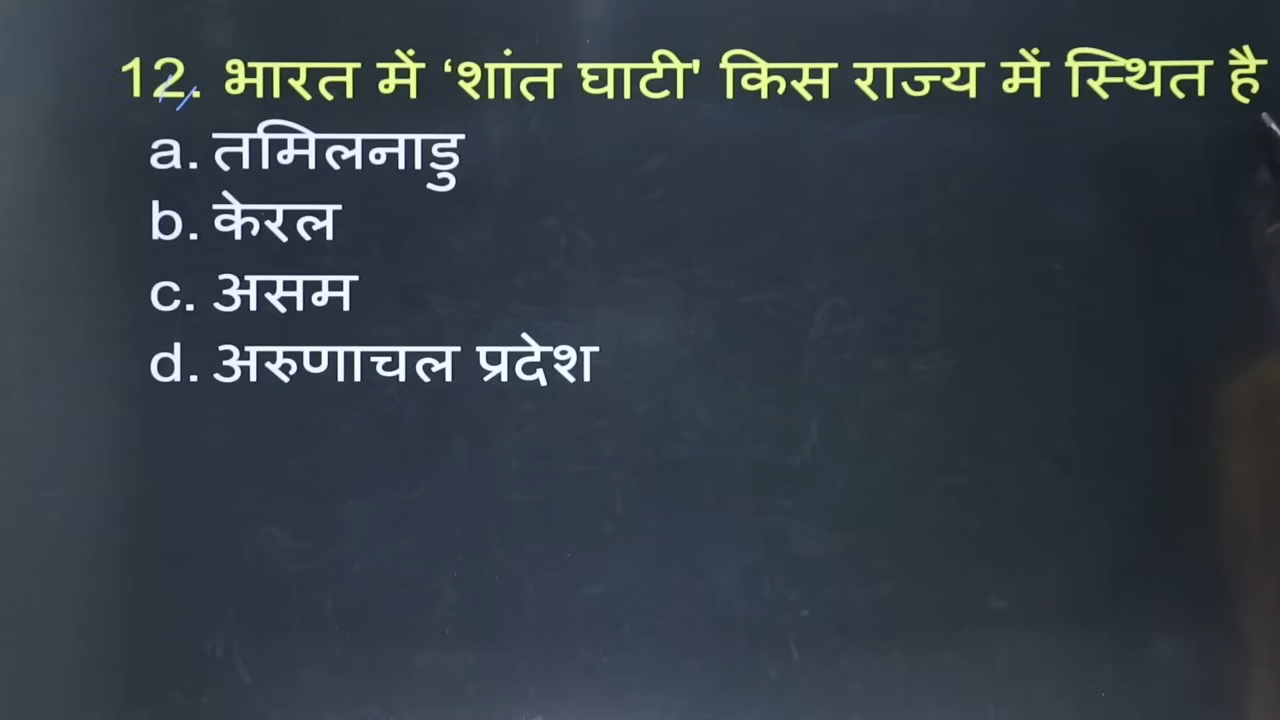 12. भारत में ‘शांत घाटी' किस राज्य में स्थित है
a. तमिलनाडु
b. केरल
c. असम
d. अरुणाचल प्रदेश